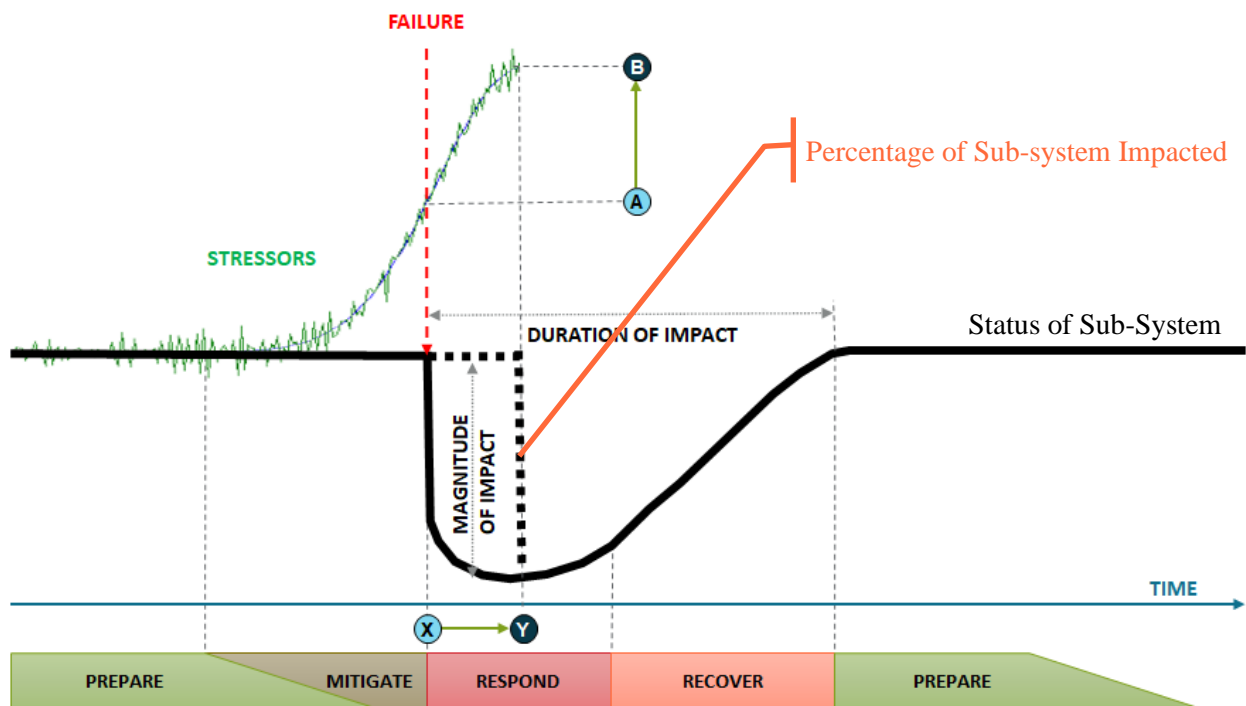 FAILURE
B
Percentage of Sub-system Impacted
A
STRESSORS
DURATION OF IMPACT
Status of Sub-System
MAGNITUDE
OF IMPACT
TIME
X
Y
PREPARE
MITIGATE
RESPOND
RECOVER
PREPARE